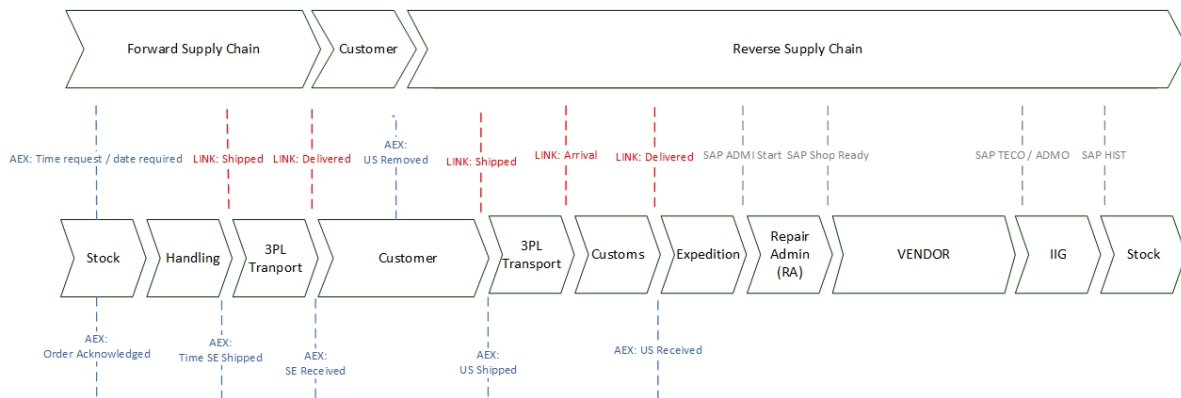 Forward Supply Chain
Customer
Reverse Supply Chain
AEX: Time request / date required
LINK: Shipped
LINK: Delivered
AEX:
US Removed
LINK: Shipped
LINK: Arrival
LINK: Delivered
SAP ADMI Start
SAP Shop Ready
SAP TECO / ADMO
SAP HIST
Stock
Handling
3PL
Tranport
Customer
3PL
Transport
Customs
Expedition
Repair
Admin
(RA)
VENDOR
IIG
Stock
AEX:
Order Acknowledged
AEX:
Time SE Shipped
AEX:
SE Received
AEX:
US Shipped
AEX: US Received